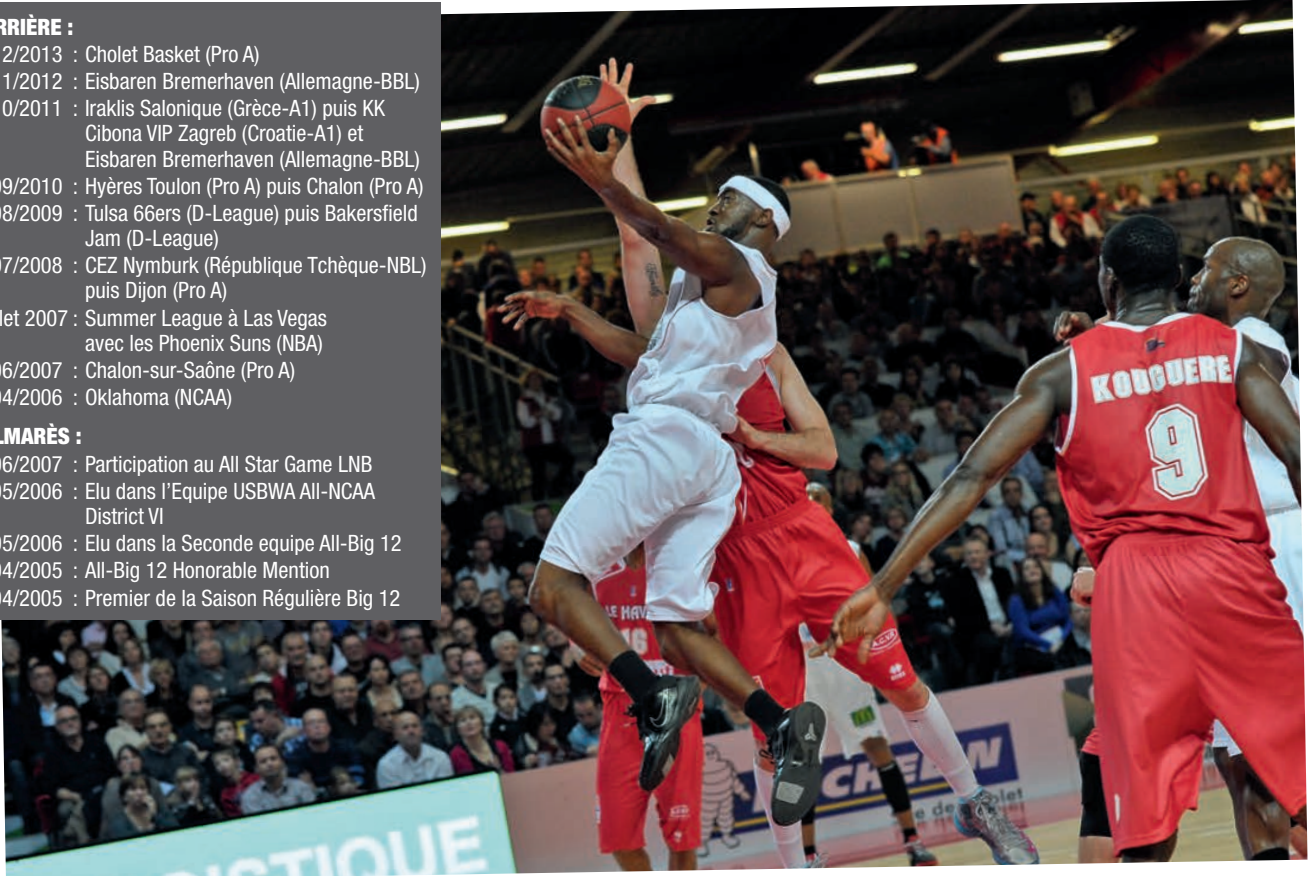 RRIÈRE :
2/2013 : Cholet Basket (Pro A)
1/2012 : Eisbaren Bremerhaven (Allemagne-BBL)
0/2011 : Iraklis Salonique (Grèce-A1) puis KK
Cibona VIP Zagreb (Croatie-A1) et
Eisbaren Bremerhaven (Allemagne-BBL)
09/2010 : Hyères Toulon (Pro A) puis Chalon (Pro A)
08/2009 : Tulsa 66ers (D-League) puis Bakersfield
Jam (D-League)
07/2008 : CEZ Nymburk (République Tchèque-NBL)
puis Dijon (Pro A)
let 2007 : Summer League à Las Vegas
avec les Phoenix Suns (NBA)
06/2007 : Chalon-sur-Saône (Pro A)
04/2006 : Oklahoma (NCAA)
LMARÈS :
06/2007 : Participation au All Star Game LNB
05/2006 : Elu dans l'Equipe USBWA All-NCAA
District VI
05/2006 : Elu dans la Seconde equipe All-Big 12
04/2005 : All-Big 12 Honorable Mention
04/2005 : Premier de la Saison Régulière Big 12
KOUGUERE
9
LE HAV
16
CHELIN
e de let
ISTIQUE